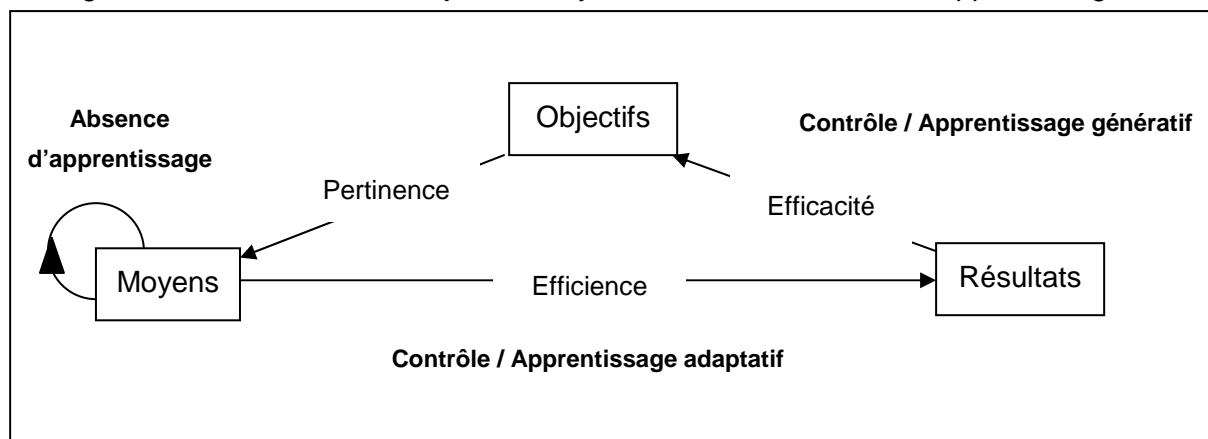 Objectifs
Absence
d'apprentissage
Contrôle / Apprentissage génératif
Pertinence
Efficacité
Moyens
Efficience
Résultats
Contrôle / Apprentissage adaptatif